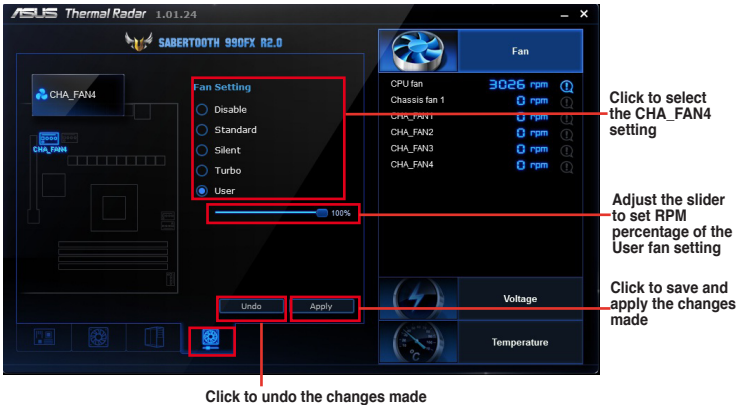 ASUS Thermal Radar 1.01.24
SABERTOOTH 990FX R2.0
CHA_FAN4
CHA_FAN4
Fan Setting
Disable
Standard
Silent
Turbo
User
100%
Undo
Apply
Fan
CPU fan 3026 rpm
Chassis fan 1 0 rpm
CHA_FAN1 0 rpm
CHA_FAN2 0 rpm
CHA_FAN3 0 rpm
CHA_FAN4 0 rpm
Voltage
Temperature
°C
Click to select
the CHA_FAN4
setting
Adjust the slider
to set RPM
percentage of the
User fan setting
Click to save and
apply the changes
made
Click to undo the changes made